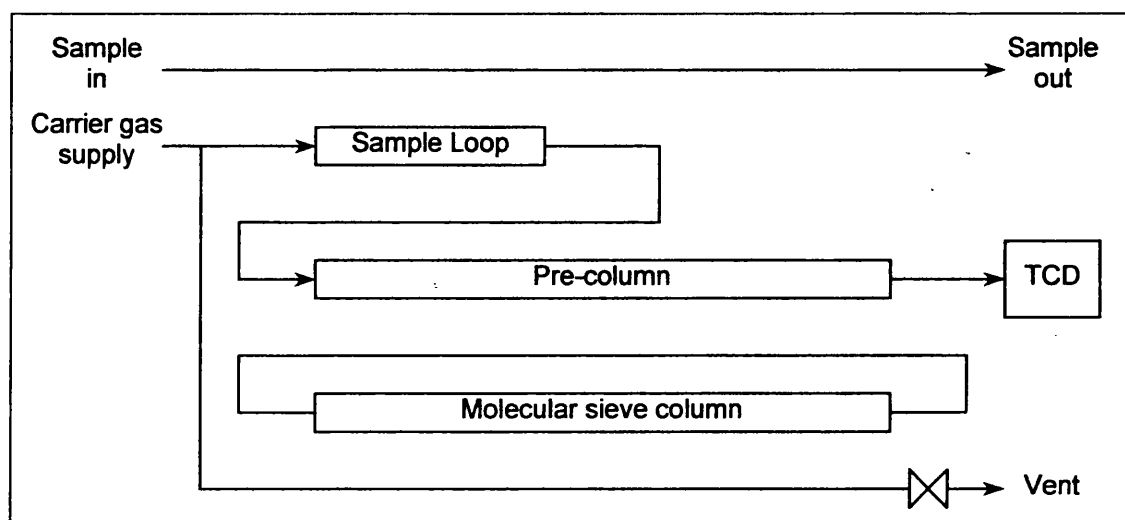 Sample
in
Sample
out
Carrier gas
supply
Sample Loop
Pre-column
TCD
Molecular sieve column
Vent